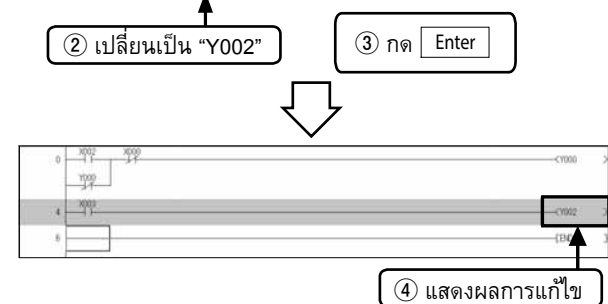 ② เปลี่ยนเป็น “Y002”
③ กด Enter
0 X002 X000 Y000
Y000
4 X003 Y002
6 END
④ แสดงผลการแก้ไข